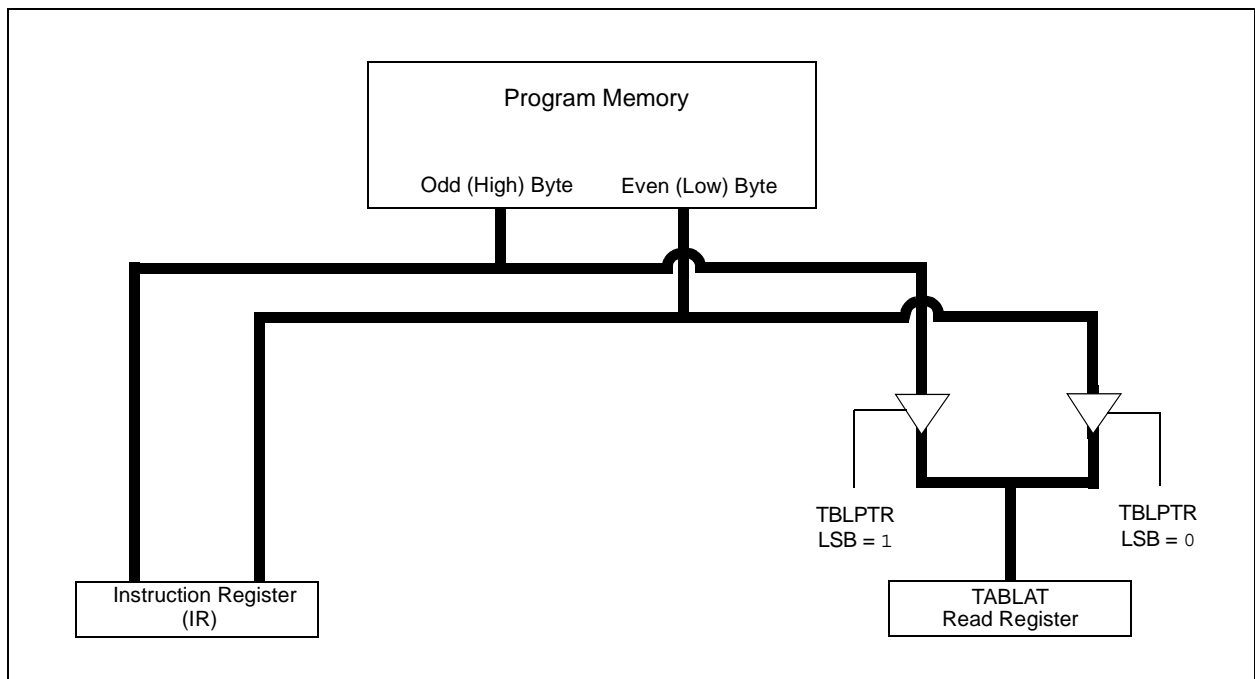 Program Memory
Odd (High) Byte
Even (Low) Byte
TBLPTR
LSB = 1
TBLPTR
LSB = 0
Instruction Register
(IR)
TABLAT
Read Register